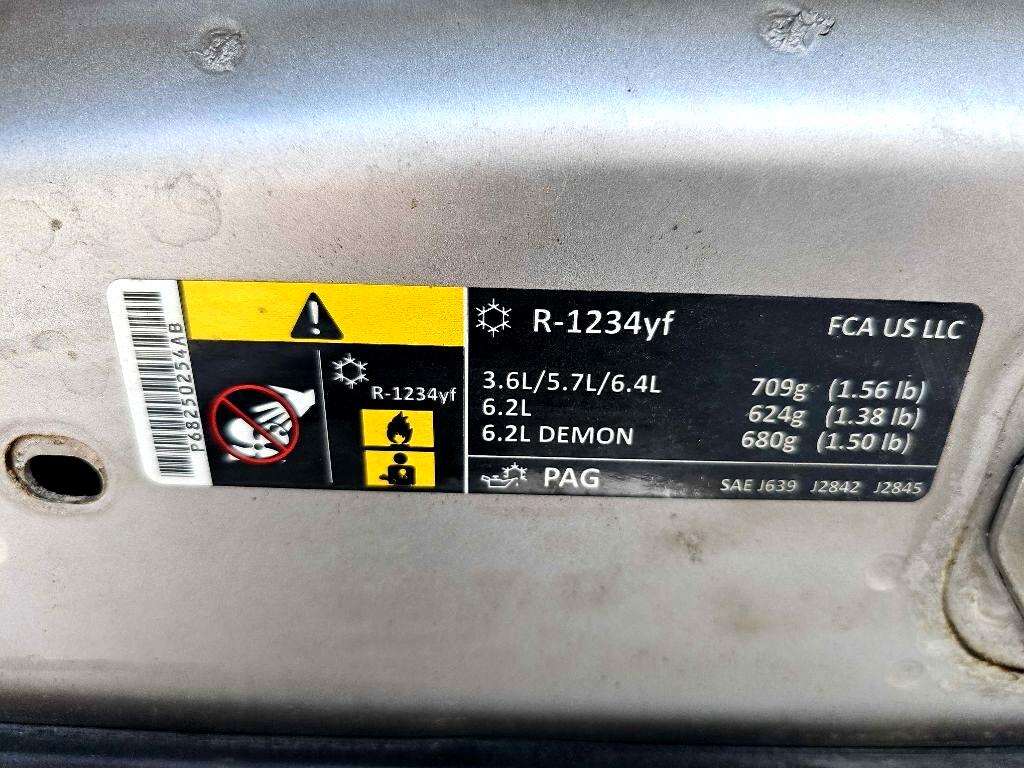 P68250254AB
R-1234yf
R-1234yf FCA US LLC
3.6L/5.7L/6.4L 709g (1.56 lb)
6.2L 624g (1.38 lb)
6.2L DEMON 680g (1.50 lb)
PAG SAE J639 J2842 J2845